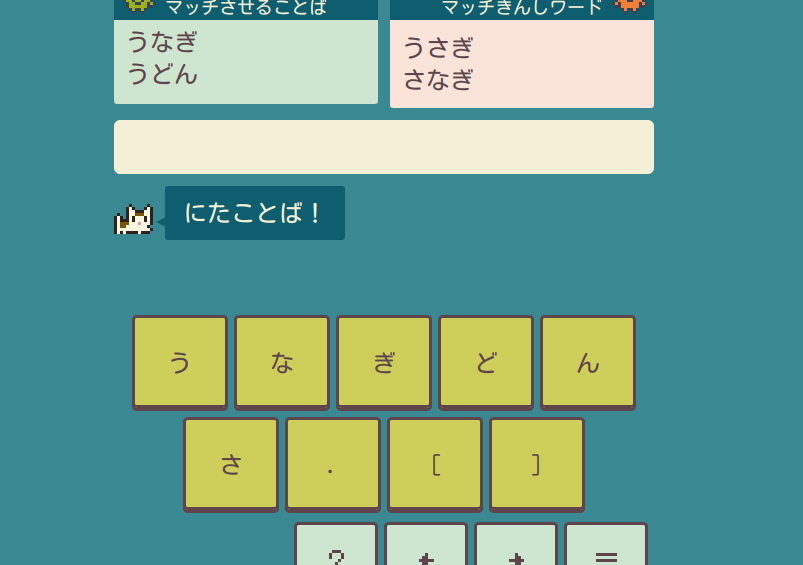 マッチさせることば
マッチきんしワード
うなぎ
うどん
うさぎ
さなぎ
にたことば！
う な ぎ ど ん
さ . [ ]
?